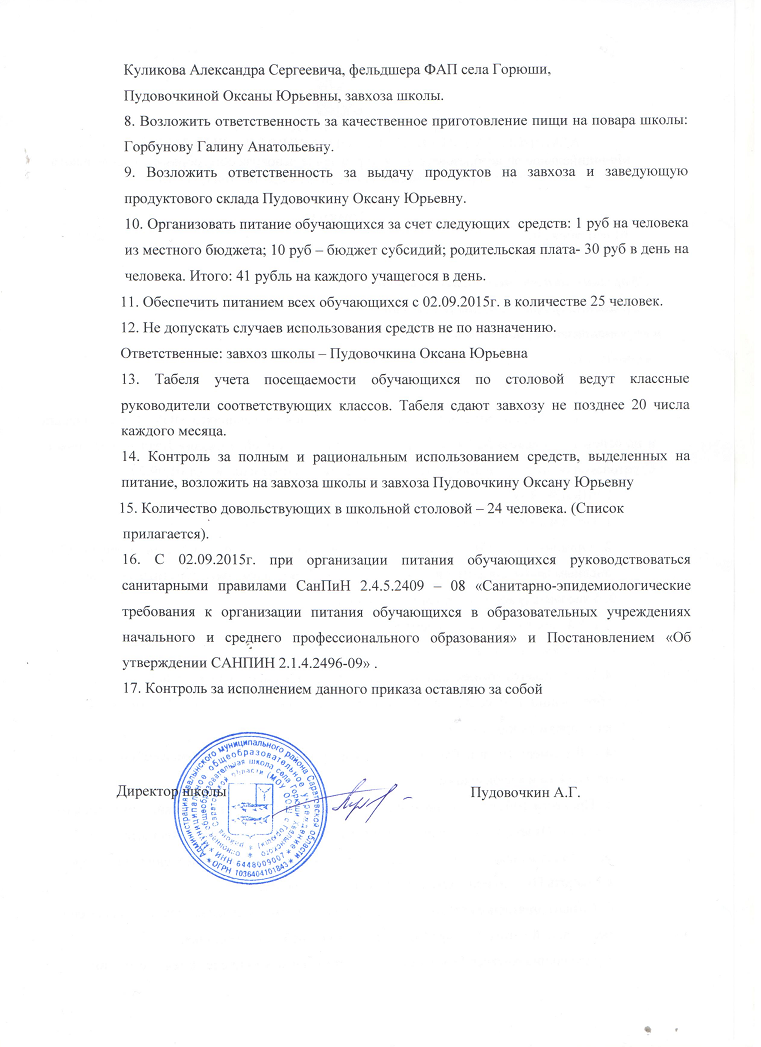 Куликова Александра Сергеевича, фельдшера ФАП села Горюши,
Пудовочкиной Оксаны Юрьевны, завхоза школы.
8. Возложить ответственность за качественное приготовление пищи на повара школы:
Горбунову Галину Анатольевну.
9. Возложить ответственность за выдачу продуктов на завхоза и заведующую
продуктового склада Пудовочкину Оксану Юрьевну.
10. Организовать питание обучающихся за счет следующих средств: 1 руб на человека
из местного бюджета; 10 руб – бюджет субсидий; родительская плата- 30 руб в день на
человека. Итого: 41 рубль на каждого учащегося в день.
11. Обеспечить питанием всех обучающихся с 02.09.2015г. в количестве 25 человек.
12. Не допускать случаев использования средств не по назначению.
Ответственные: завхоз школы – Пудовочкина Оксана Юрьевна
13. Табеля учета посещаемости обучающихся по столовой ведут классные
руководители соответствующих классов. Табеля сдают завхозу не позднее 20 числа
каждого месяца.
14. Контроль за полным и рациональным использованием средств, выделенных на
питание, возложить на завхоза школы и завхоза Пудовочкину Оксану Юрьевну
15. Количество довольствующих в школьной столовой – 24 человека. (Список
прилагается).
16. С 02.09.2015г. при организации питания обучающихся руководствоваться
санитарными правилами СанПиН 2.4.5.2409 – 08 «Санитарно-эпидемиологические
требования к организации питания обучающихся в образовательных учреждениях
начального и среднего профессионального образования» и Постановлением «Об
утверждении САНПИН 2.1.4.2496-09» .
17. Контроль за исполнением данного приказа оставляю за собой
Директор школы Пудовочкин А.Г.
муниципального района Саратовской области
общеобразовательное учреждение
ИНН 6448009007
ОГРН 1036404101843